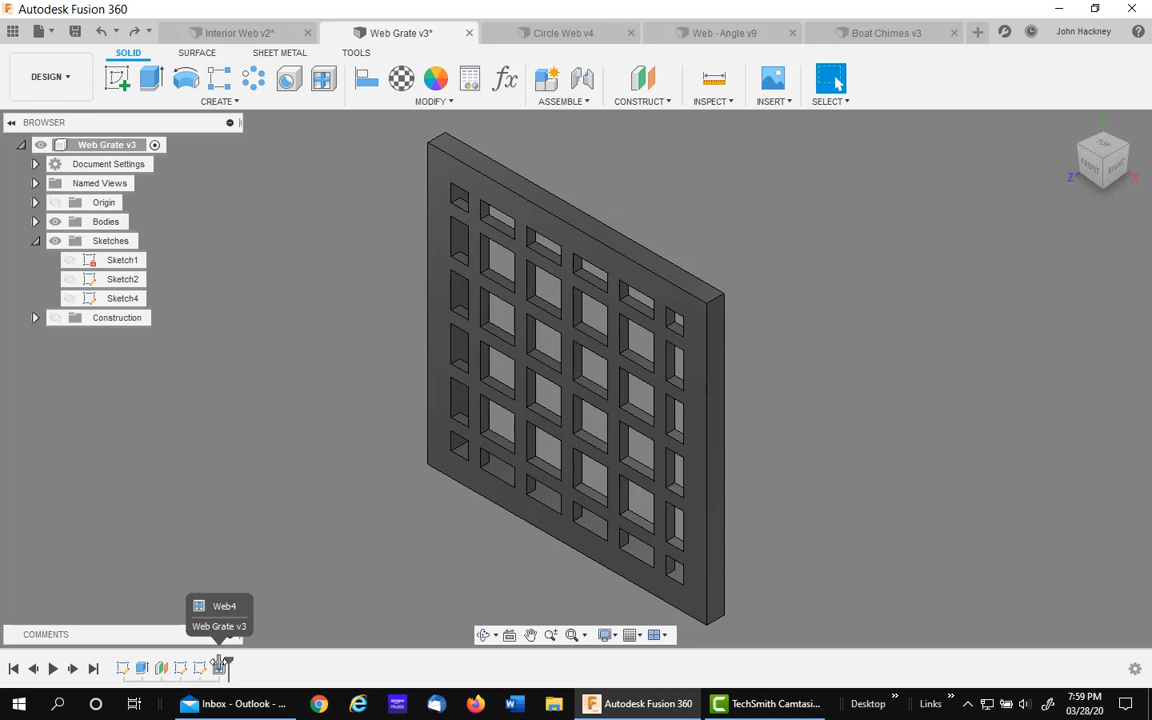 Autodesk Fusion 360
Interior Web v2*
Web Grate v3*
Circle Web v4
Web - Angle v9
Boat Chimes v3
John Hackney
SOLID
SURFACE
SHEET METAL
TOOLS
DESIGN
CREATE
MODIFY
ASSEMBLE
CONSTRUCT
INSPECT
INSERT
SELECT
BROWSER
Web Grate v3
Document Settings
Named Views
Origin
Bodies
Sketches
Sketch1
Sketch2
Sketch4
Construction
TOP
FRONT
RIGHT
Z
X
Web4
Web Grate v3
COMMENTS
Inbox - Outlook - ...
Autodesk Fusion 360
TechSmith Camtasi...
Desktop
Links
7:59 PM
03/28/20